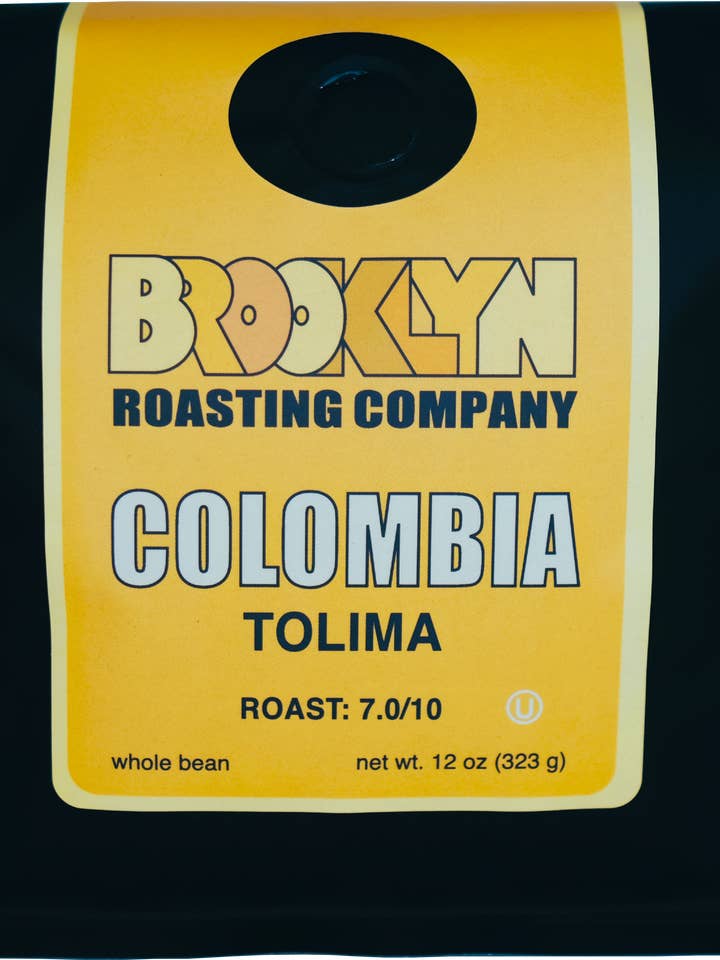 BROOKLYN
ROASTING COMPANY
COLOMBIA
TOLIMA
ROAST: 7.0/10 U
whole bean net wt. 12 oz (323 g)